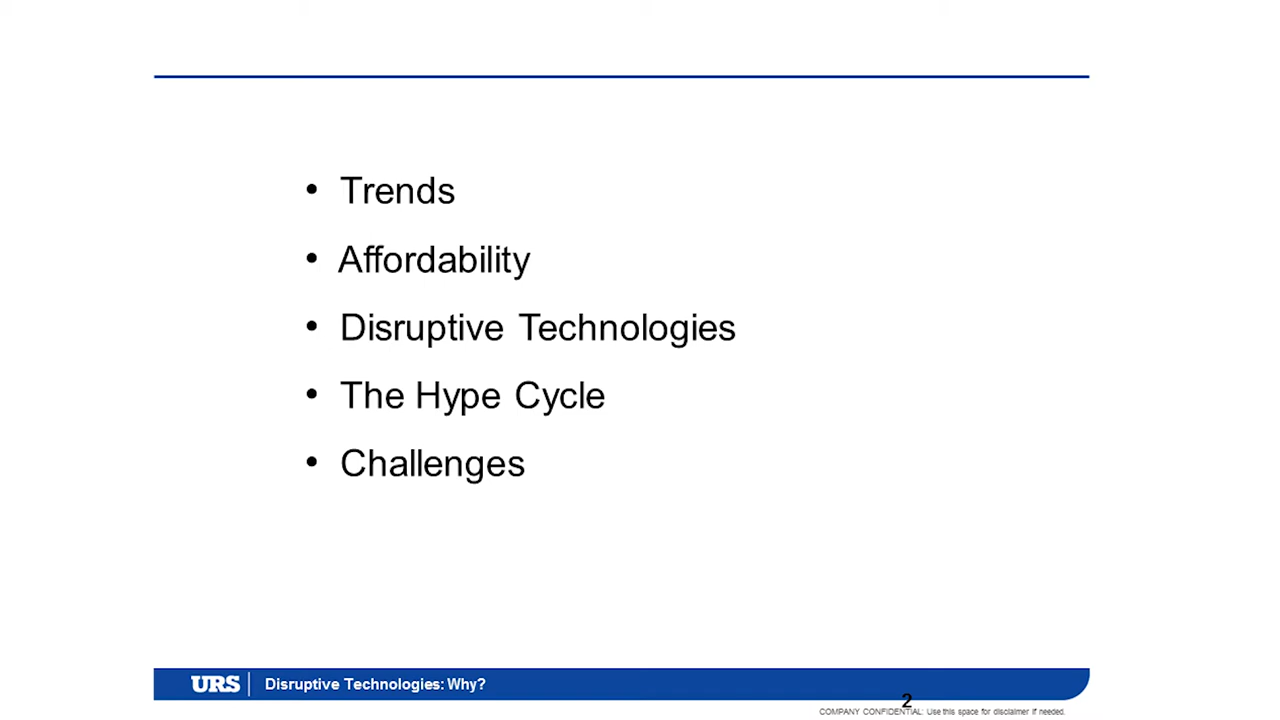 • Trends
• Affordability
• Disruptive Technologies
• The Hype Cycle
• Challenges
URS Disruptive Technologies: Why?
2
COMPANY CONFIDENTIAL: Use this space for disclaimer if needed.